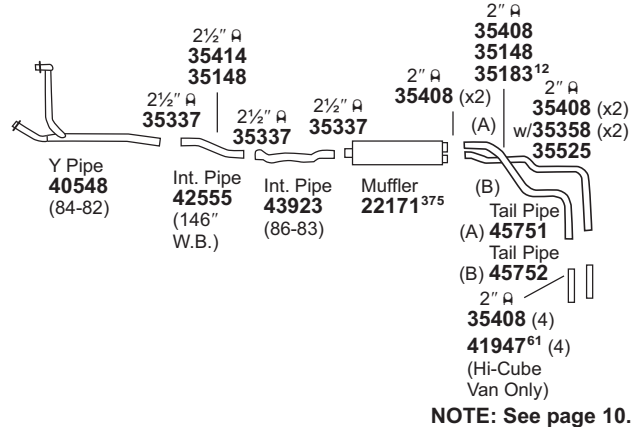 2½″
35414
35148
2½″
35337
2½″
35337
2½″
35337
2″
35408 (x2)
2″
35408
35148
35183¹²
2″
35408 (x2)
w/35358 (x2)
35525
(A)
(B)
Y Pipe
40548
(84-82)
Int. Pipe
42555
(146″
W.B.)
Int. Pipe
43923
(86-83)
Muffler
22171³⁷⁵
Tail Pipe
(A) 45751
Tail Pipe
(B) 45752
2″
35408 (4)
41947⁶¹ (4)
(Hi-Cube
Van Only)
NOTE: See page 10.